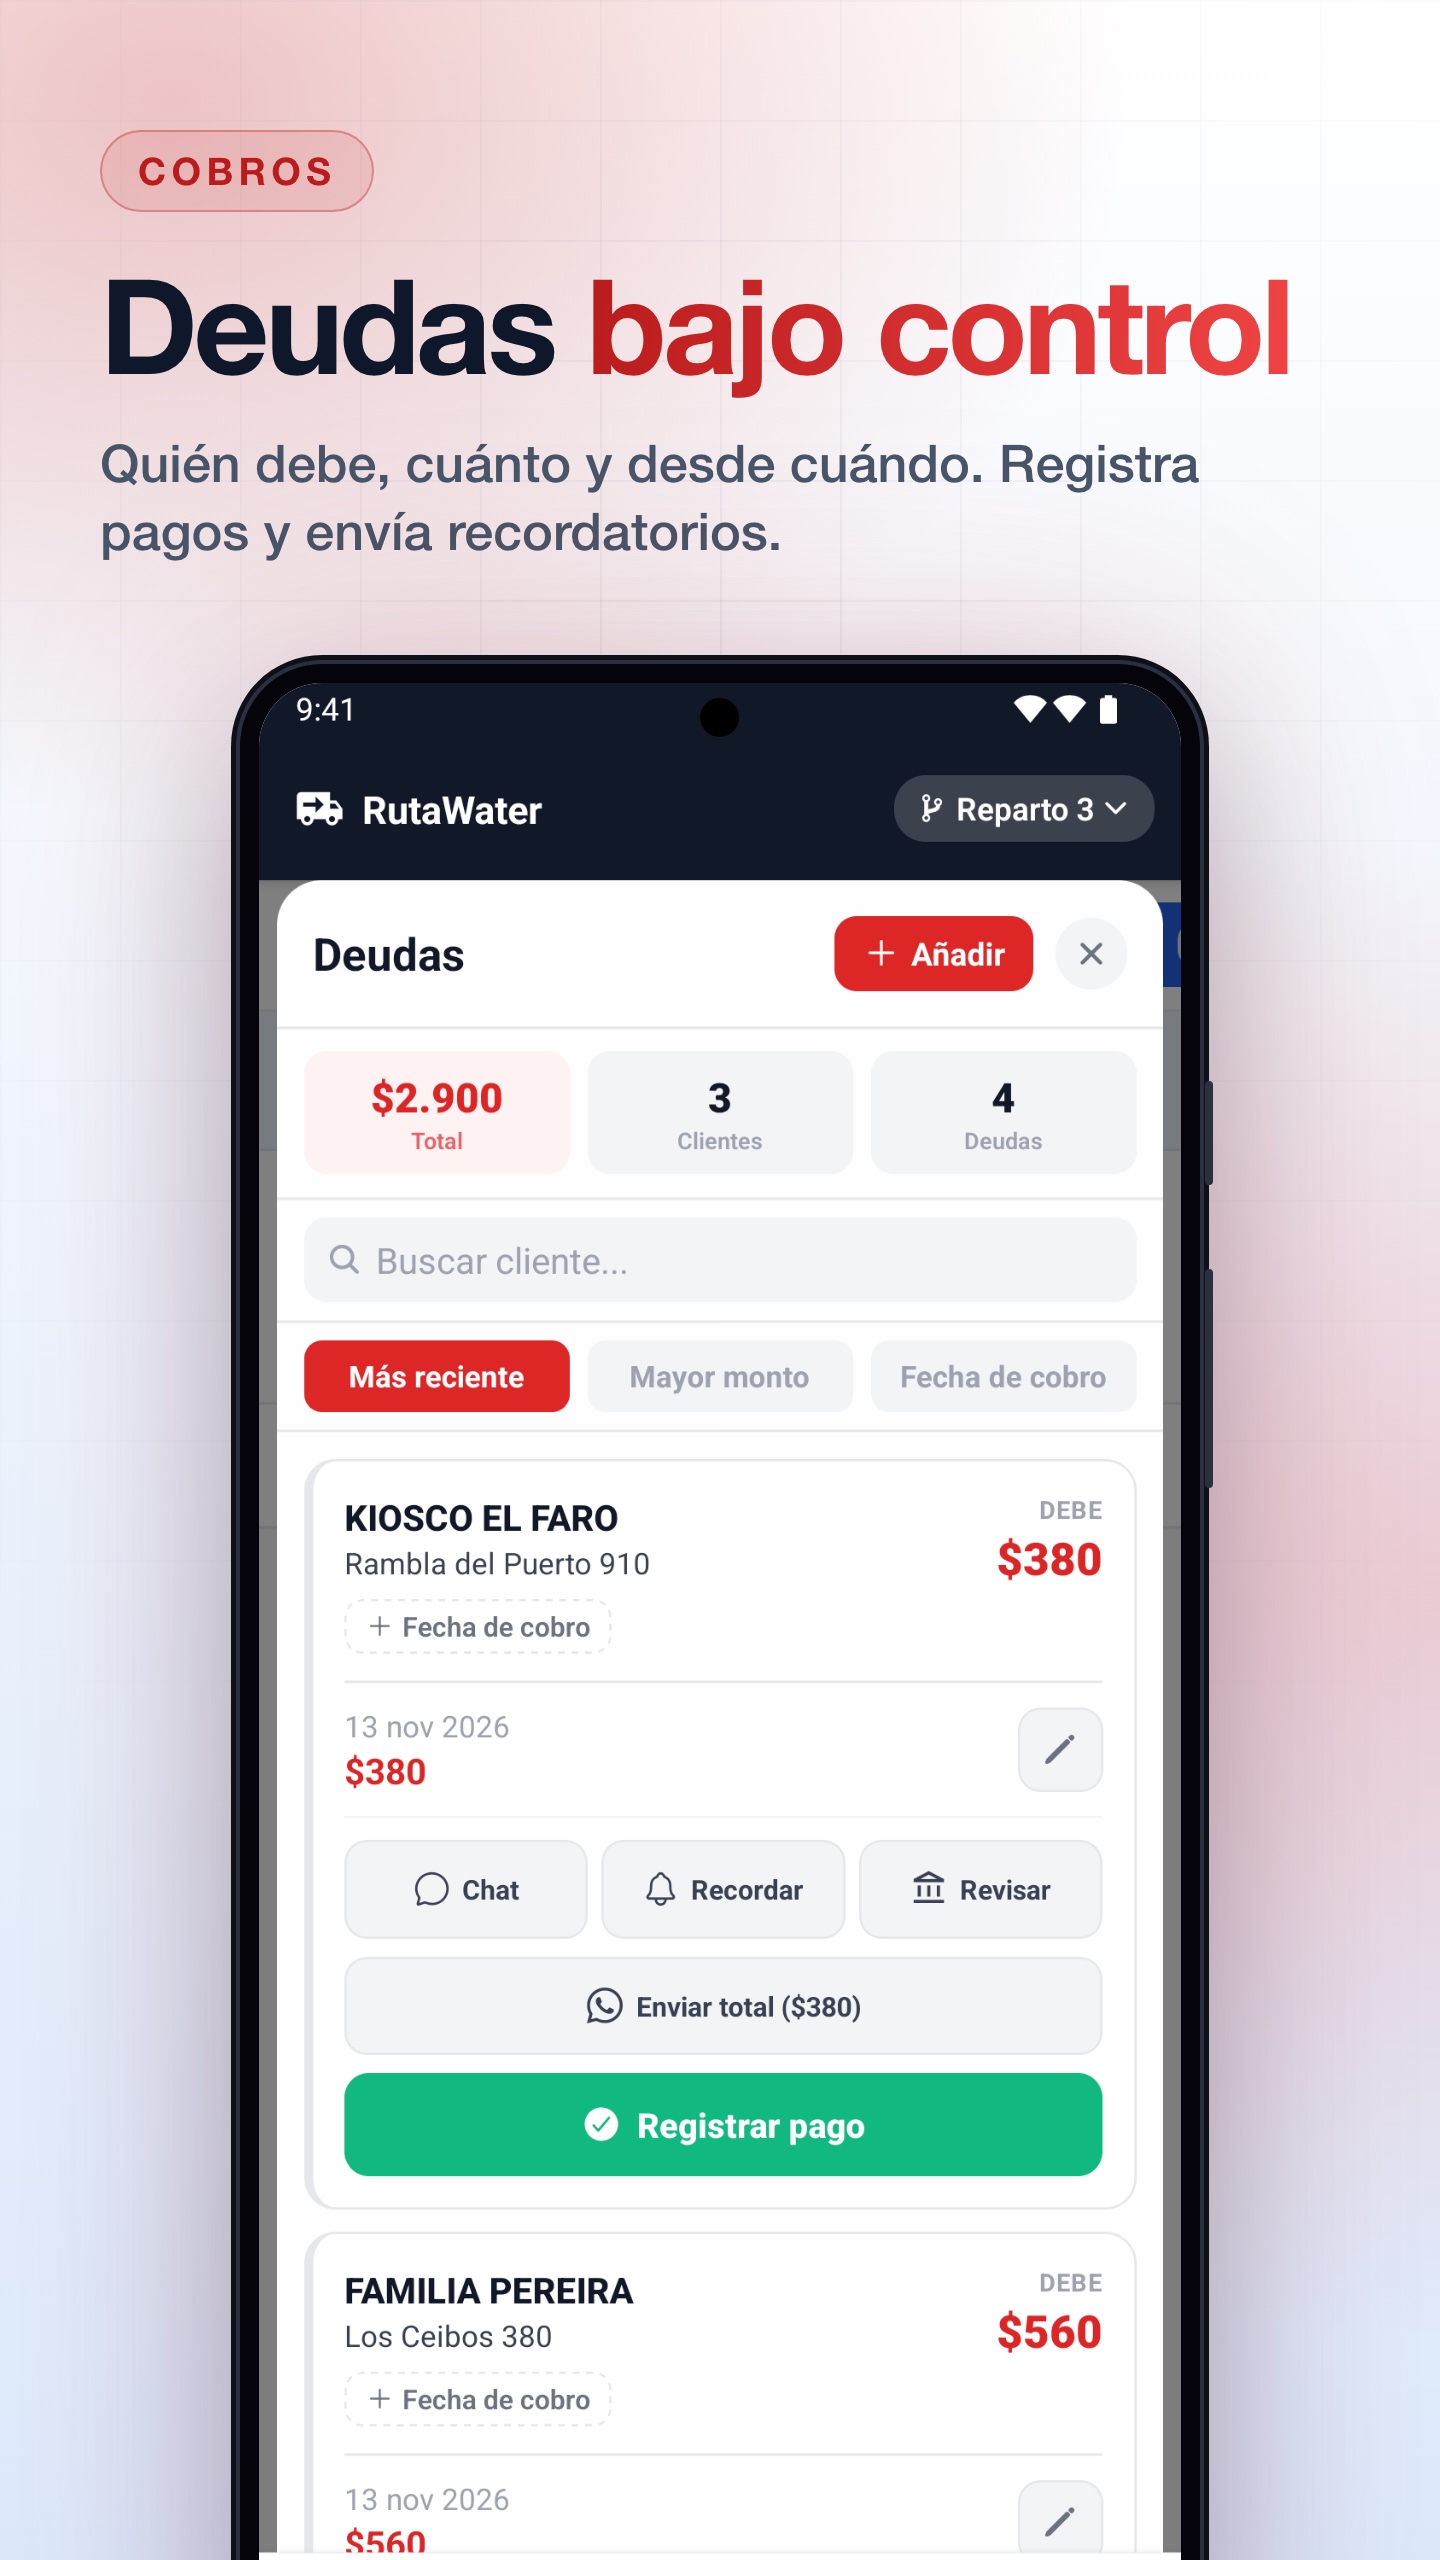 COBROS
Deudas bajo control
Quién debe, cuánto y desde cuándo. Registra
pagos y envía recordatorios.
9:41
RutaWater
Reparto 3
Deudas
+ Añadir
$2.900
Total
3
Clientes
4
Deudas
Buscar cliente...
Más reciente
Mayor monto
Fecha de cobro
KIOSCO EL FARO
Rambla del Puerto 910
+ Fecha de cobro
DEBE
$380
13 nov 2026
$380
Chat
Recordar
Revisar
Enviar total ($380)
Registrar pago
FAMILIA PEREIRA
Los Ceibos 380
+ Fecha de cobro
DEBE
$560
13 nov 2026
$560